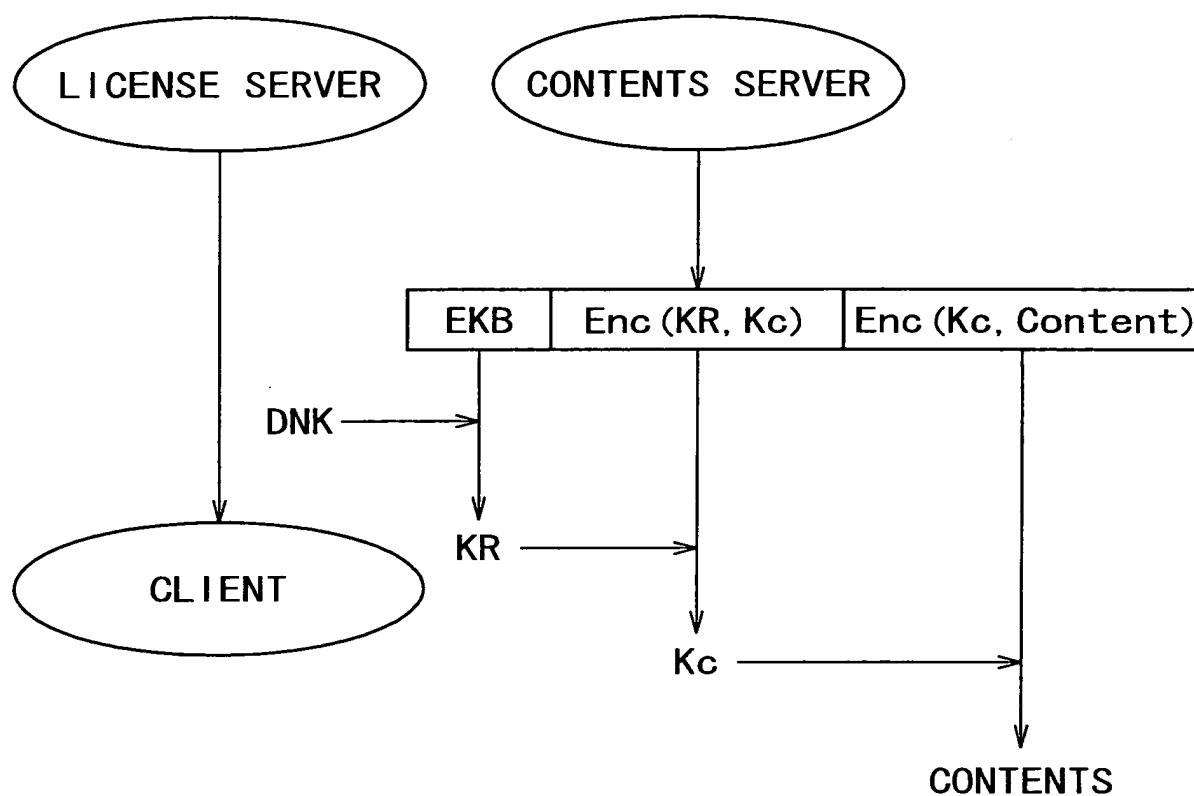 LICENSE SERVER
CONTENTS SERVER
EKB
Enc(KR, Kc)
Enc(Kc, Content)
DNK
KR
CLIENT
Kc
CONTENTS